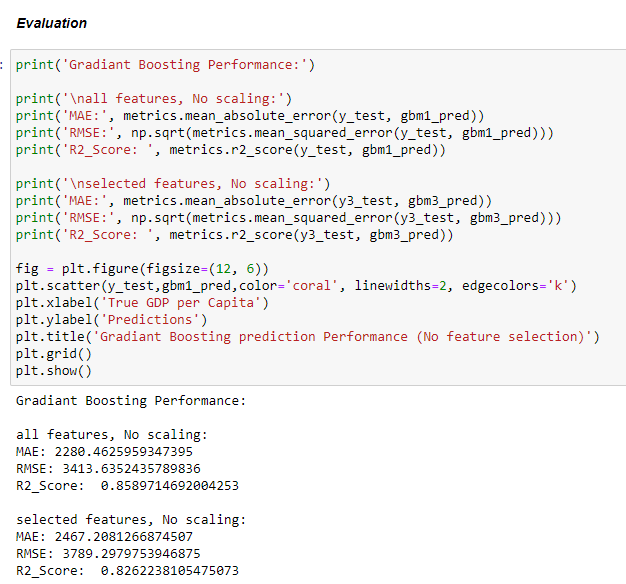 Evaluation
:
print('Gradiant Boosting Performance:')
print('\nall features, No scaling:')
print('MAE:', metrics.mean_absolute_error(y_test, gbm1_pred))
print('RMSE:', np.sqrt(metrics.mean_squared_error(y_test, gbm1_pred)))
print('R2_Score: ', metrics.r2_score(y_test, gbm1_pred))
print('\nselected features, No scaling:')
print('MAE:', metrics.mean_absolute_error(y3_test, gbm3_pred))
print('RMSE:', np.sqrt(metrics.mean_squared_error(y3_test, gbm3_pred)))
print('R2_Score: ', metrics.r2_score(y3_test, gbm3_pred))
fig = plt.figure(figsize=(12, 6))
plt.scatter(y_test,gbm1_pred,color='coral', linewidths=2, edgecolors='k')
plt.xlabel('True GDP per Capita')
plt.ylabel('Predictions')
plt.title('Gradiant Boosting prediction Performance (No feature selection)')
plt.grid()
plt.show()
Gradiant Boosting Performance:
all features, No scaling:
MAE: 2280.4625959347395
RMSE: 3413.6352435789836
R2_Score:  0.8589714692004253
selected features, No scaling:
MAE: 2467.2081266874507
RMSE: 3789.2979753946875
R2_Score:  0.8262238105475073